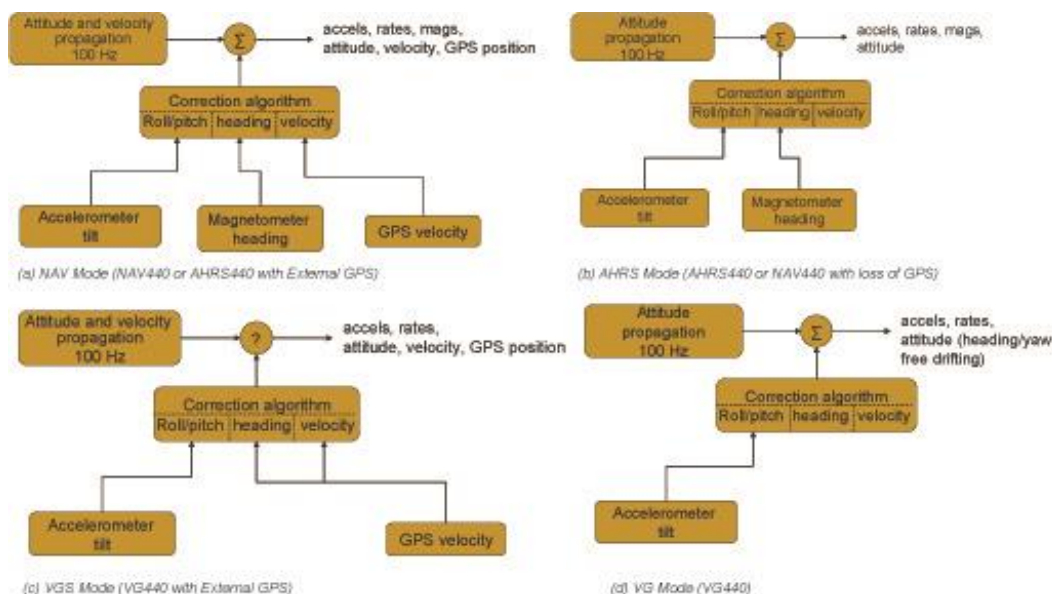 Attitude and velocity
propagation
100 Hz
Σ
accels, rates, mags,
attitude, velocity, GPS position
Correction algorithm
Roll/pitch heading velocity
Accelerometer
tilt
Magnetometer
heading
GPS velocity
(a) NAV Mode (NAV440 or AHRS440 with External GPS)
Attitude
propagation
100 Hz
Σ
accels, rates, mags,
attitude
Correction algorithm
Roll/pitch heading velocity
Accelerometer
tilt
Magnetometer
heading
(b) AHRS Mode (AHRS440 or NAV440 with loss of GPS)
Attitude and velocity
propagation
100 Hz
?
accels, rates,
attitude, velocity, GPS position
Correction algorithm
Roll/pitch heading velocity
Accelerometer
tilt
GPS velocity
(c) VGS Mode (VG440 with External GPS)
Attitude
propagation
100 Hz
Σ
accels, rates,
attitude (heading/yaw
free drifting)
Correction algorithm
Roll/pitch heading velocity
Accelerometer
tilt
(d) VG Mode (VG440)